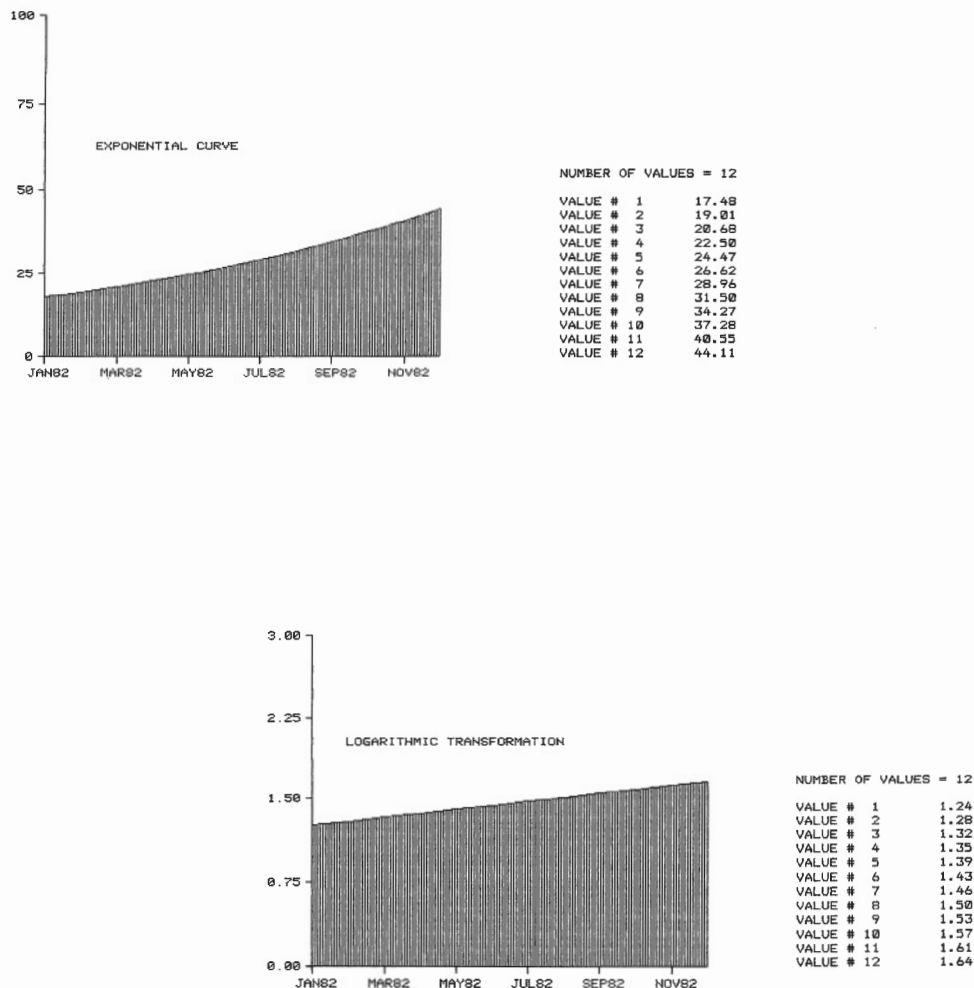 100
75
EXPONENTIAL CURVE
50
25
0
JAN82 MAR82 MAY82 JUL82 SEP82 NOV82
NUMBER OF VALUES = 12
VALUE # 1 17.48
VALUE # 2 19.01
VALUE # 3 20.68
VALUE # 4 22.50
VALUE # 5 24.47
VALUE # 6 26.62
VALUE # 7 28.96
VALUE # 8 31.50
VALUE # 9 34.27
VALUE # 10 37.28
VALUE # 11 40.55
VALUE # 12 44.11
3.00
2.25
LOGARITHMIC TRANSFORMATION
1.50
0.75
0.00
JAN82 MAR82 MAY82 JUL82 SEP82 NOV82
NUMBER OF VALUES = 12
VALUE # 1 1.24
VALUE # 2 1.28
VALUE # 3 1.32
VALUE # 4 1.35
VALUE # 5 1.39
VALUE # 6 1.43
VALUE # 7 1.46
VALUE # 8 1.50
VALUE # 9 1.53
VALUE # 10 1.57
VALUE # 11 1.61
VALUE # 12 1.64